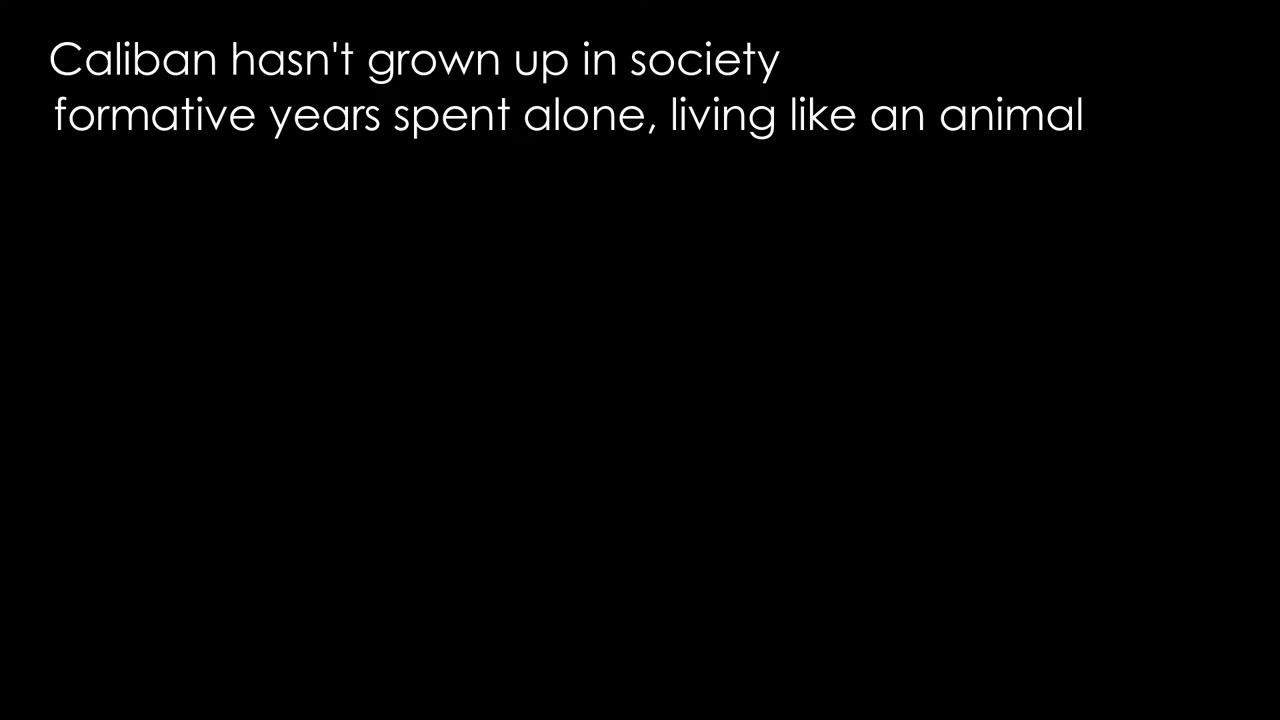 Caliban hasn't grown up in society
formative years spent alone, living like an animal